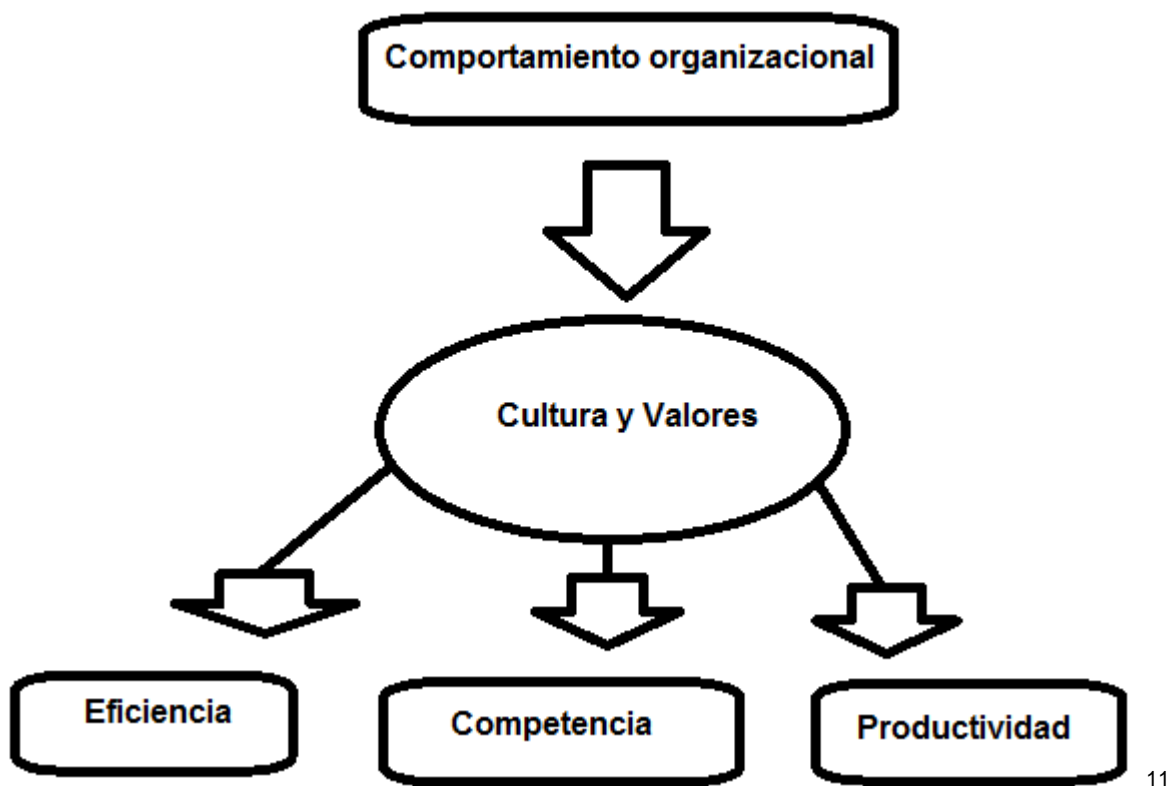 Comportamiento organizacional
Cultura y Valores
Eficiencia
Competencia
Productividad
11